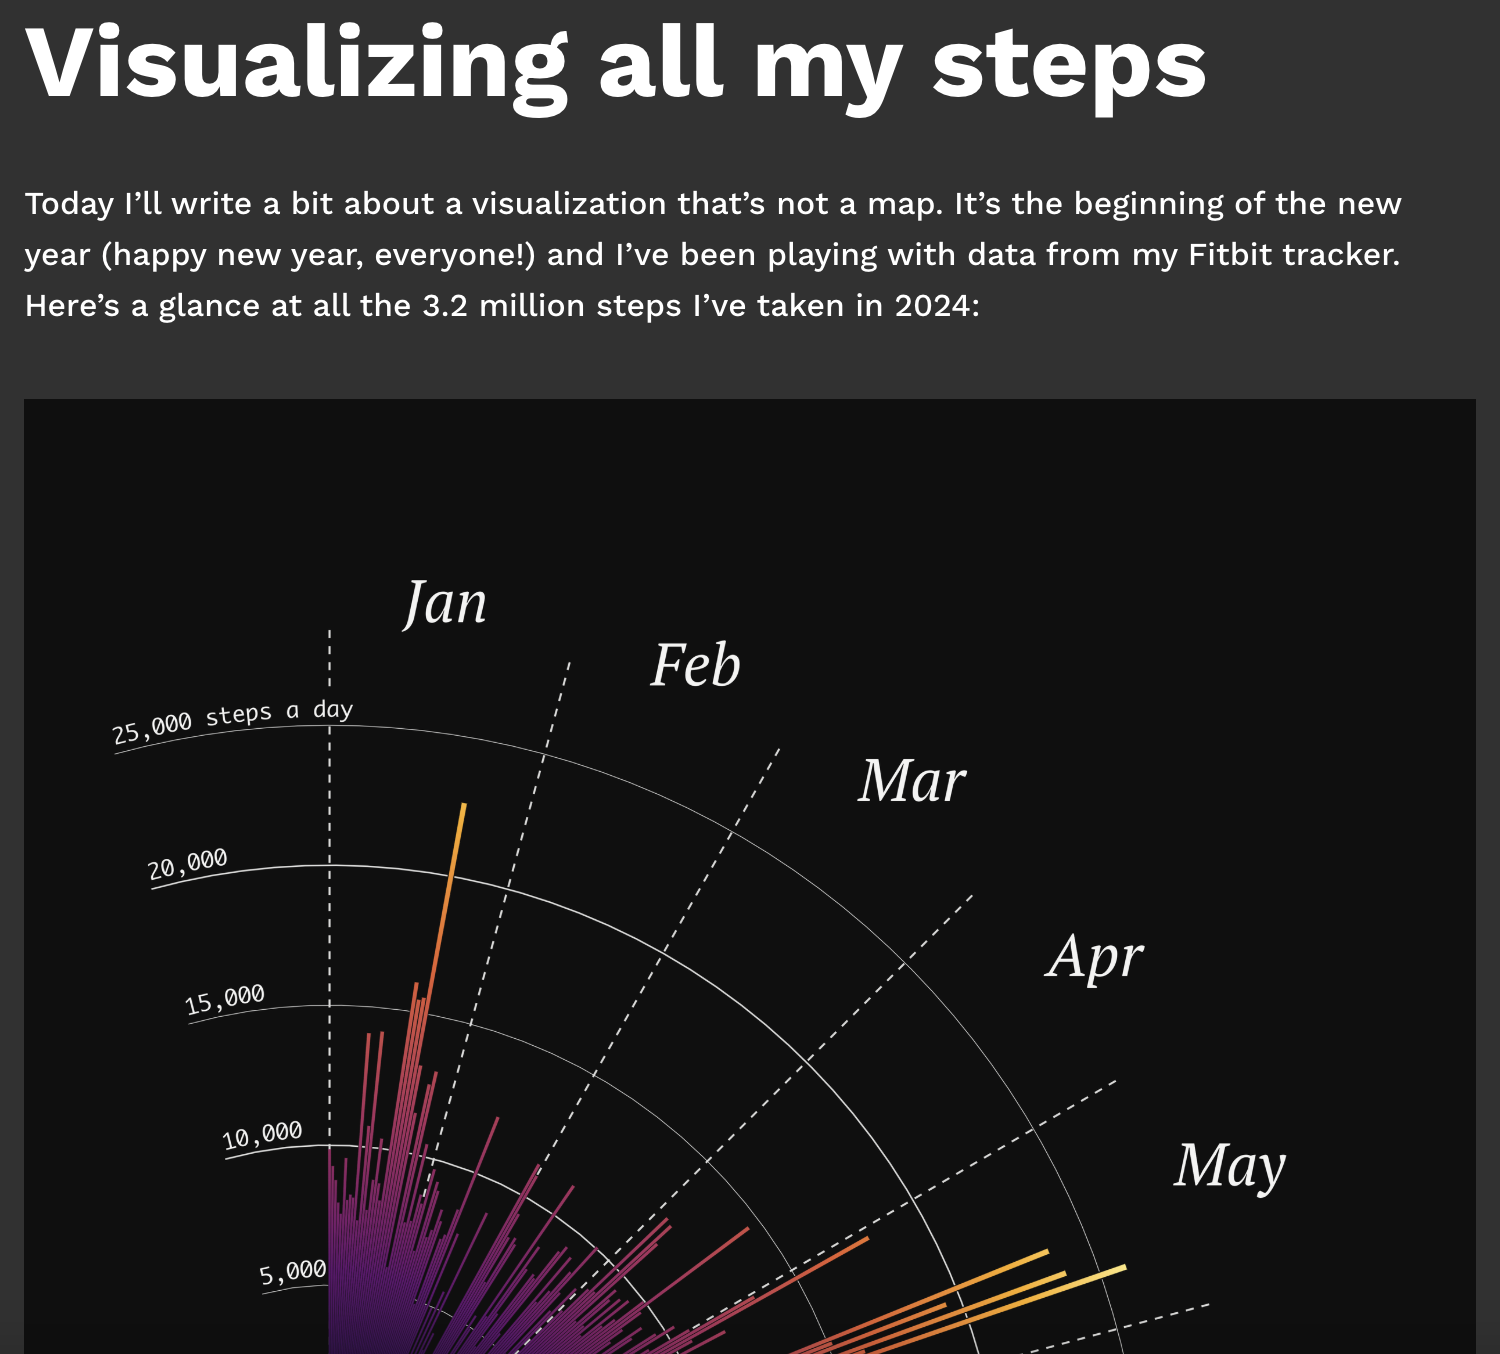 Visualizing all my steps
Today I’ll write a bit about a visualization that’s not a map. It’s the beginning of the new
year (happy new year, everyone!) and I’ve been playing with data from my Fitbit tracker.
Here’s a glance at all the 3.2 million steps I’ve taken in 2024:
Jan
Feb
25,000 steps a day
Mar
20,000
Apr
15,000
10,000
May
5,000